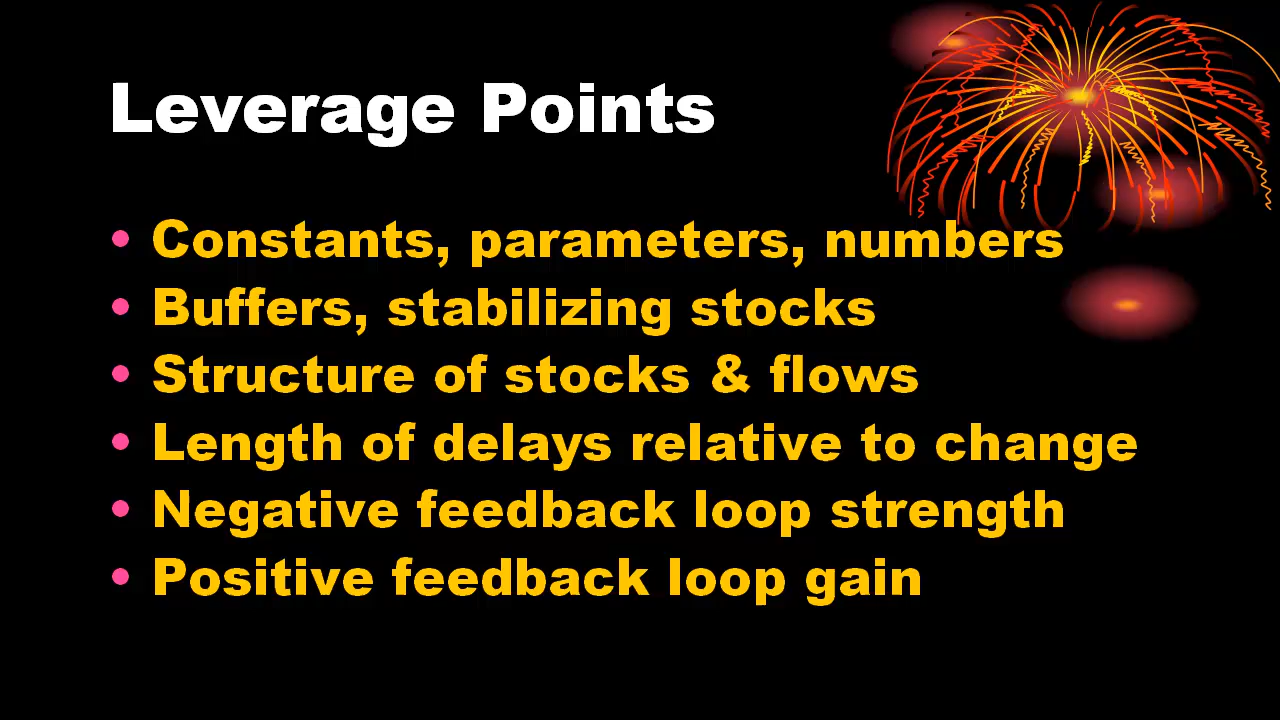 Leverage Points
• Constants, parameters, numbers
• Buffers, stabilizing stocks
• Structure of stocks & flows
• Length of delays relative to change
• Negative feedback loop strength
• Positive feedback loop gain